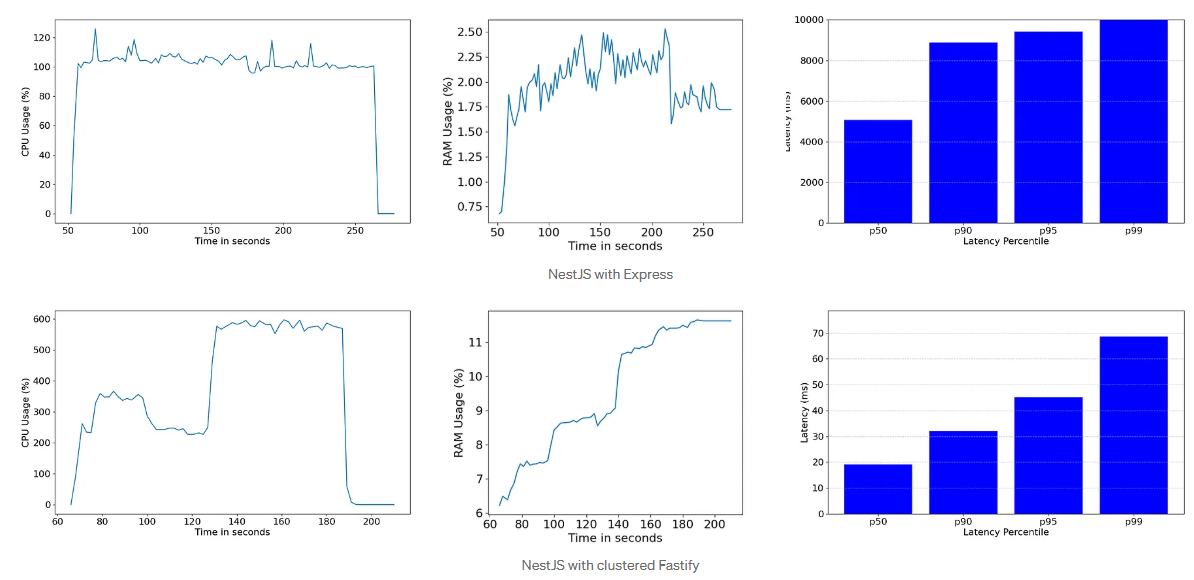 CPU Usage (%)
120
100
80
60
40
20
0
50 100 150 200 250
Time in seconds
RAM Usage (%)
2.50
2.25
2.00
1.75
1.50
1.25
1.00
0.75
50 100 150 200 250
Time in seconds
Latency (ms)
10000
8000
6000
4000
2000
0
p50 p90 p95 p99
Latency Percentile
NestJS with Express
CPU Usage (%)
600
500
400
300
200
100
0
60 80 100 120 140 160 180 200
Time in seconds
RAM Usage (%)
11
10
9
8
7
6
60 80 100 120 140 160 180 200
Time in seconds
Latency (ms)
70
60
50
40
30
20
10
0
p50 p90 p95 p99
Latency Percentile
NestJS with clustered Fastify